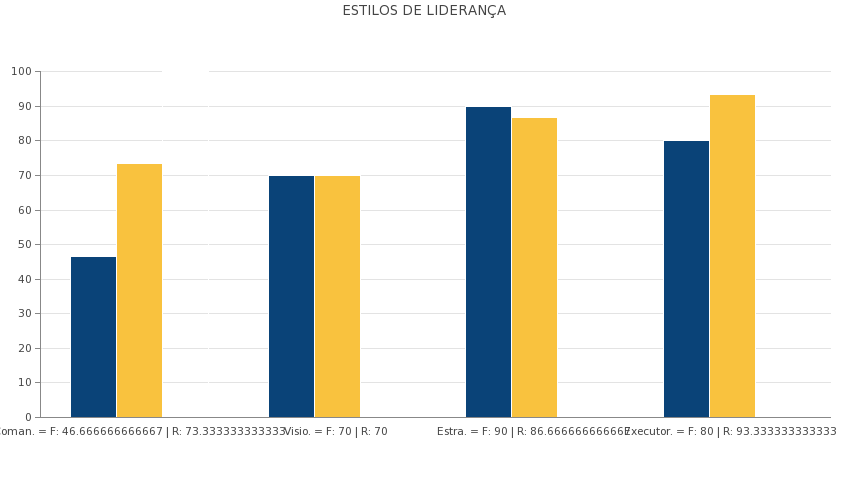 ESTILOS DE LIDERANÇA
100
90
80
70
60
50
40
30
20
10
0
Coman. = F: 46.666666666667 | R: 73.333333333333
Visio. = F: 70 | R: 70
Estra. = F: 90 | R: 86.666666666667
Executor. = F: 80 | R: 93.333333333333